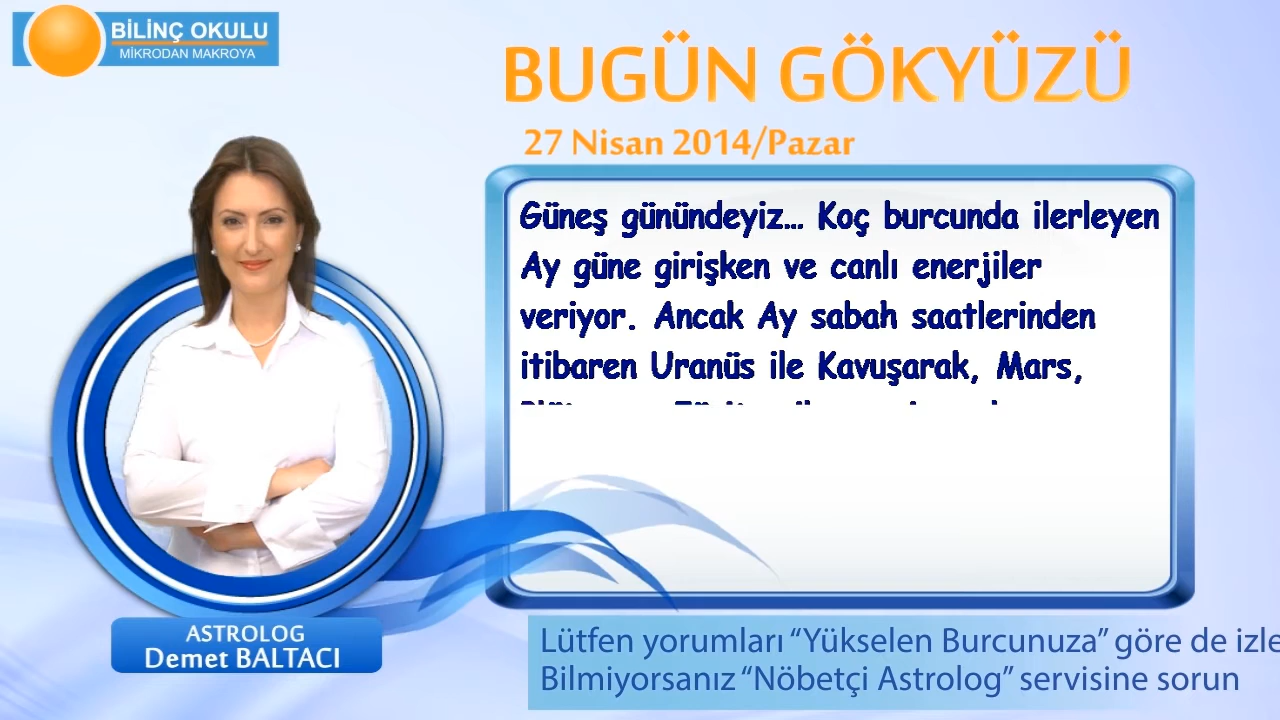 BİLİNÇ OKULU
MİKRODAN MAKROYA
BUGÜN GÖKYÜZÜ
27 Nisan 2014/Pazar
Güneş günündeyiz... Koç burcunda ilerleyen
Ay güne girişken ve canlı enerjiler
veriyor. Ancak Ay sabah saatlerinden
itibaren Uranüs ile Kavuşarak, Mars,
ASTROLOG
Demet BALTACI
Lütfen yorumları “Yükselen Burcunuza” göre de
Bilmiyorsanız “Nöbetçi Astrolog” servisine sorun